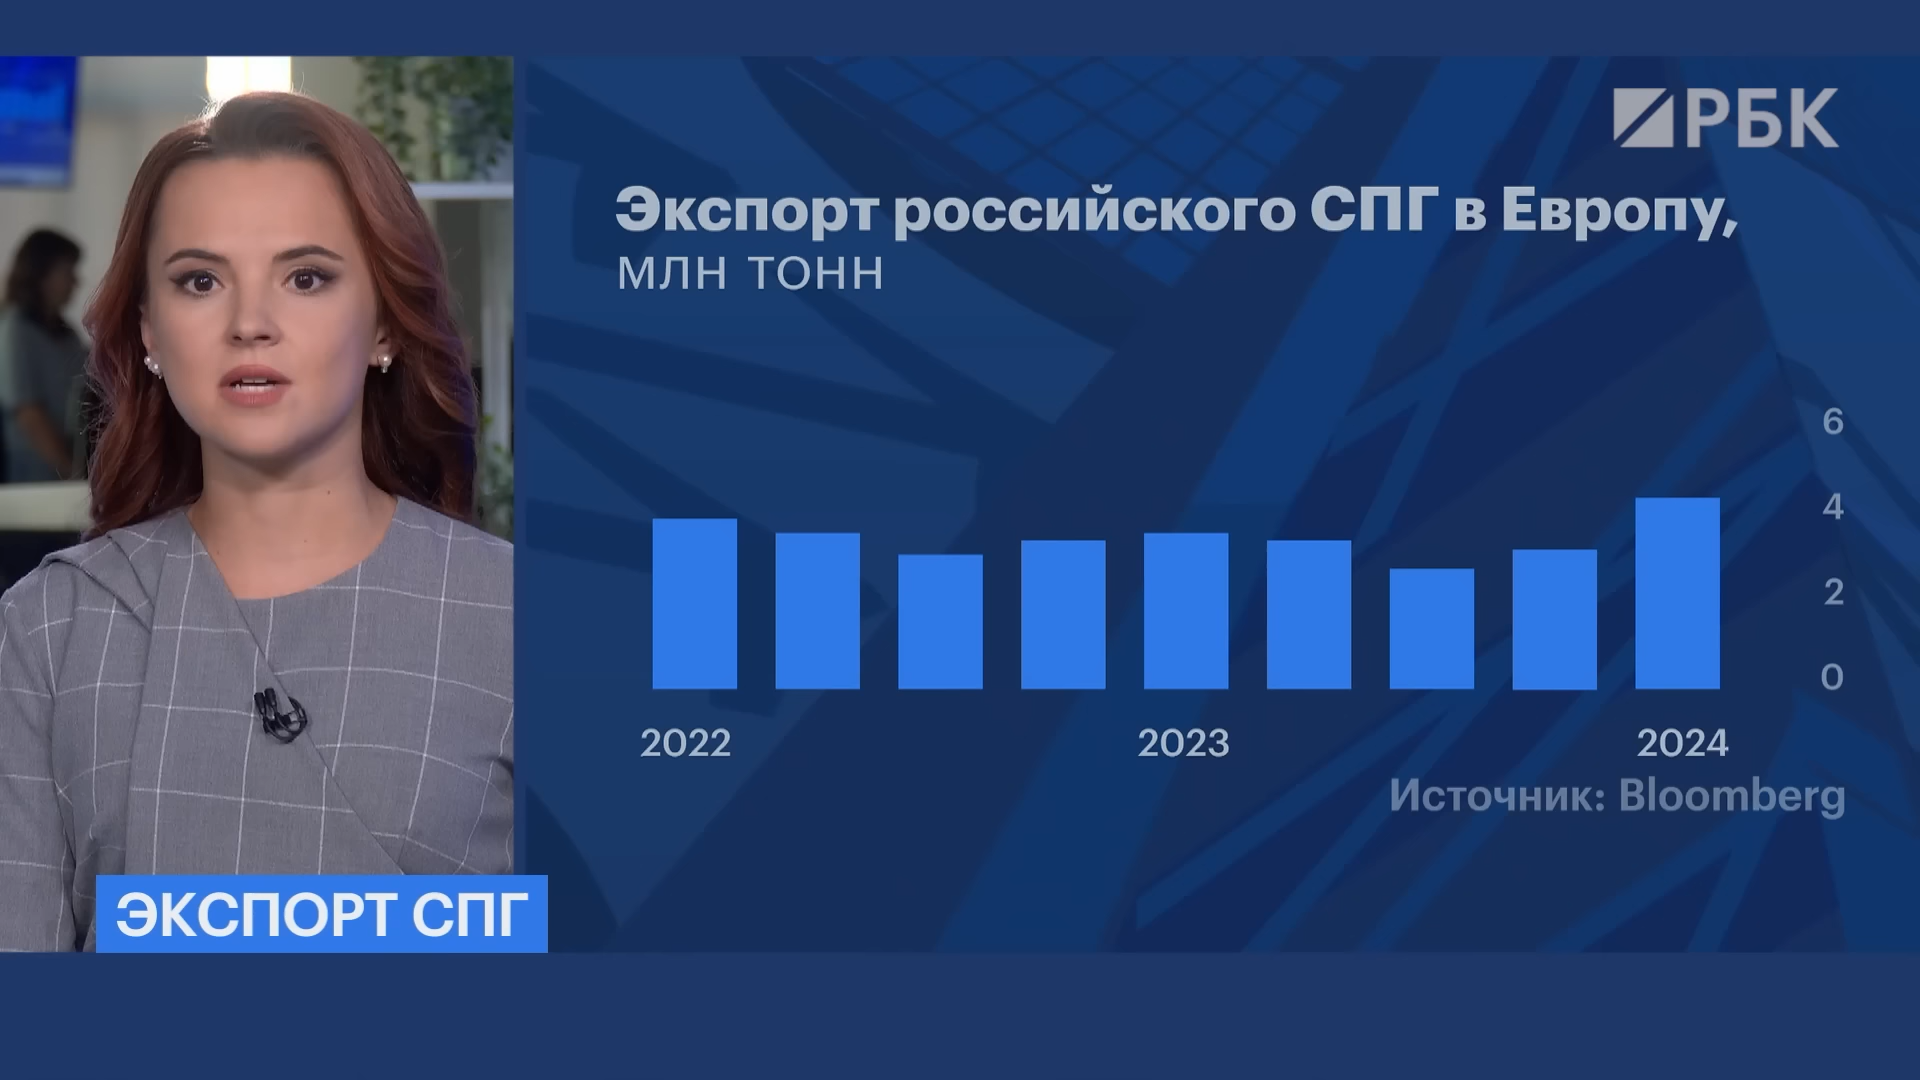 РБК
Экспорт российского СПГ в Европу,
МЛН ТОНН
6
4
2
0
2022 2023 2024
Источник: Bloomberg
ЭКСПОРТ СПГ